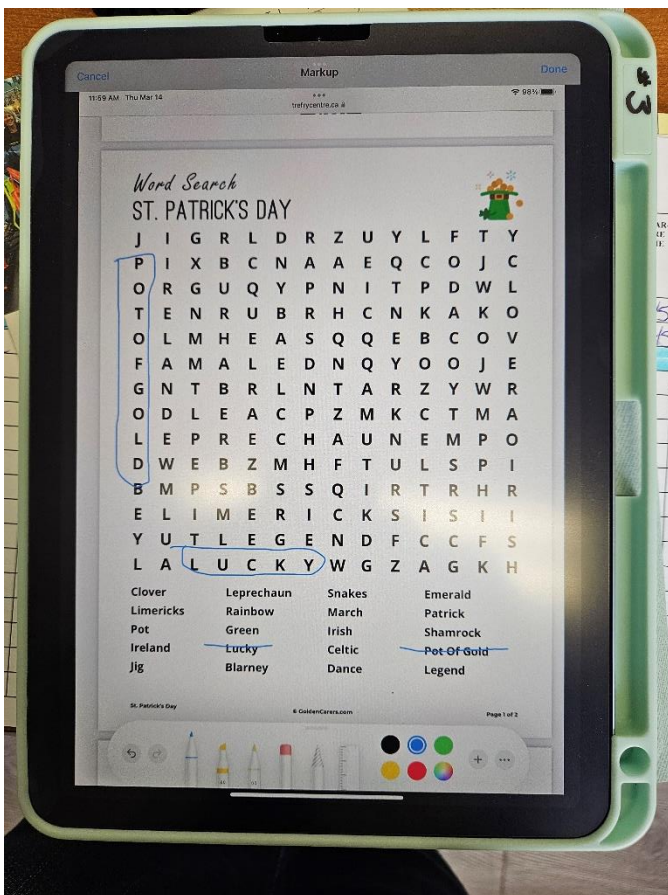 Cancel Markup Done
11:59 AM Thu Mar 14 98%
trefrycentre.ca
Word Search
ST. PATRICK'S DAY
J I G R L D R Z U Y L F T Y
P I X B C N A A E Q C O J C
O R G U Q Y P N I T P D W L
T E N R U B R H C N K A K O
O L M H E A S Q Q E B C O V
F A M A L E D N Q Y O O J E
G N T B R L N T A R Z Y W R
O D L E A C P Z M K C T M A
L E P R E C H A U N E M P O
D W E B Z M H F T U L S P I
B M P S B S S Q I R T R H R
E L I M E R I C K S I S I I
Y U T L E G E N D F C C F S
L A L U C K Y W G Z A G K H
Clover Leprechaun Snakes Emerald
Limericks Rainbow March Patrick
Pot Green Irish Shamrock
Ireland Lucky Celtic Pot Of Gold
Jig Blarney Dance Legend
St. Patrick's Day © GoldenCarers.com Page 1 of 2
#3